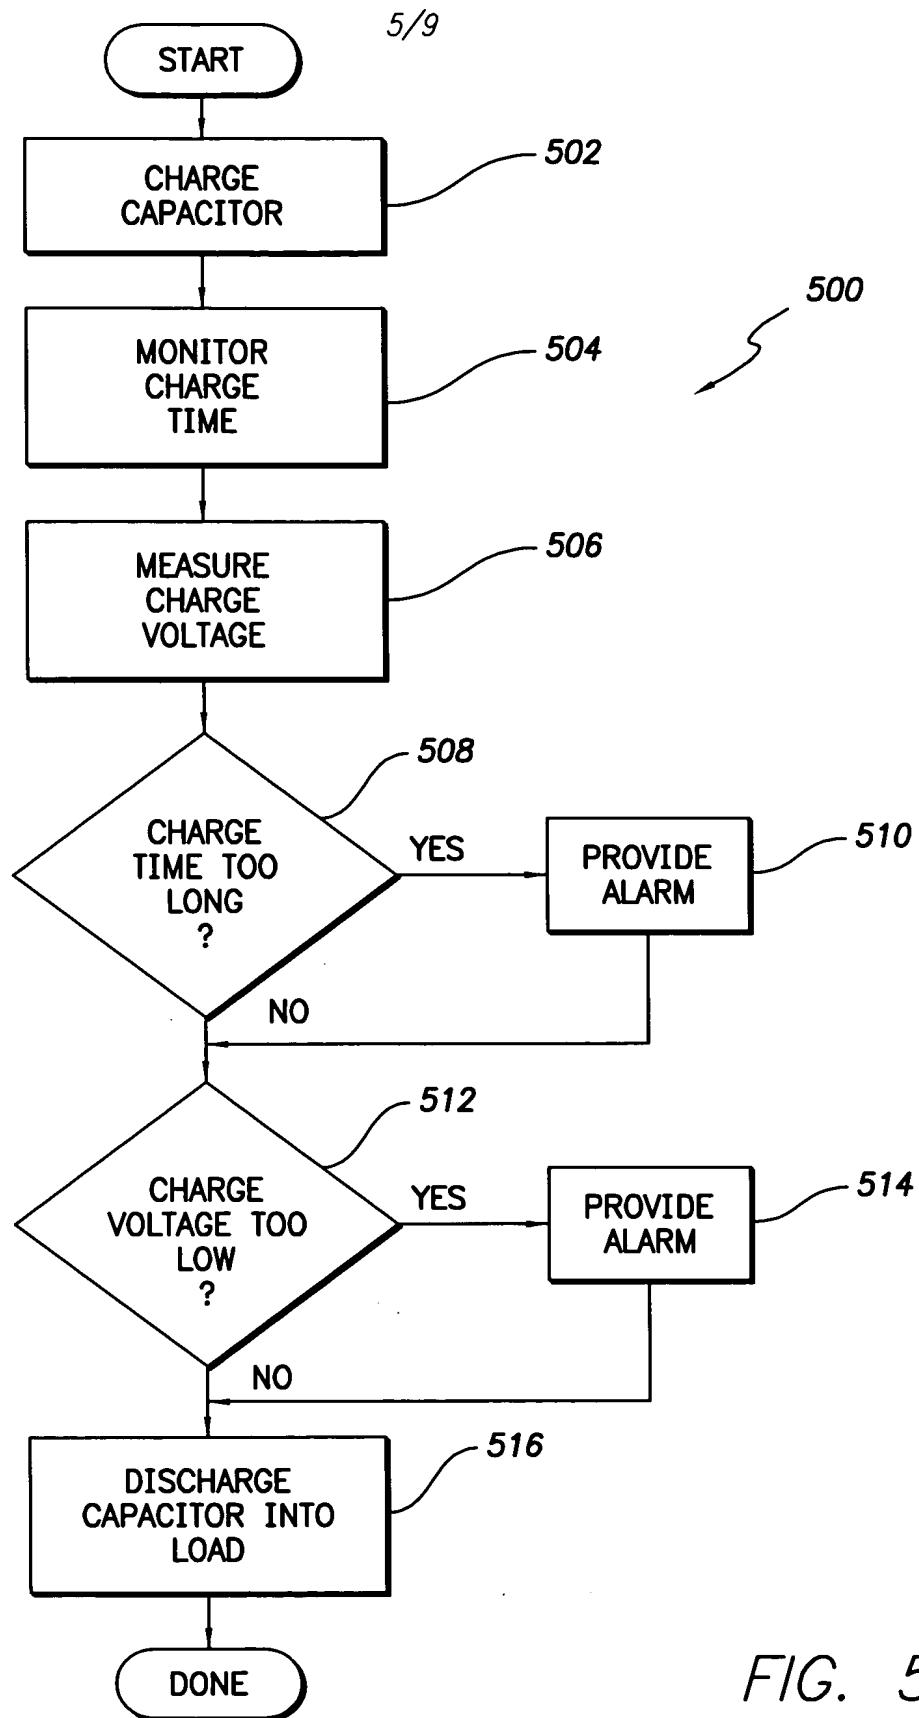 5/9
START
CHARGE
CAPACITOR
502
500
MONITOR
CHARGE
TIME
504
MEASURE
CHARGE
VOLTAGE
506
508
CHARGE
TIME TOO
LONG
?
YES
PROVIDE
ALARM
510
NO
512
CHARGE
VOLTAGE TOO
LOW
?
YES
PROVIDE
ALARM
514
NO
DISCHARGE
CAPACITOR INTO
LOAD
516
DONE
FIG. 5